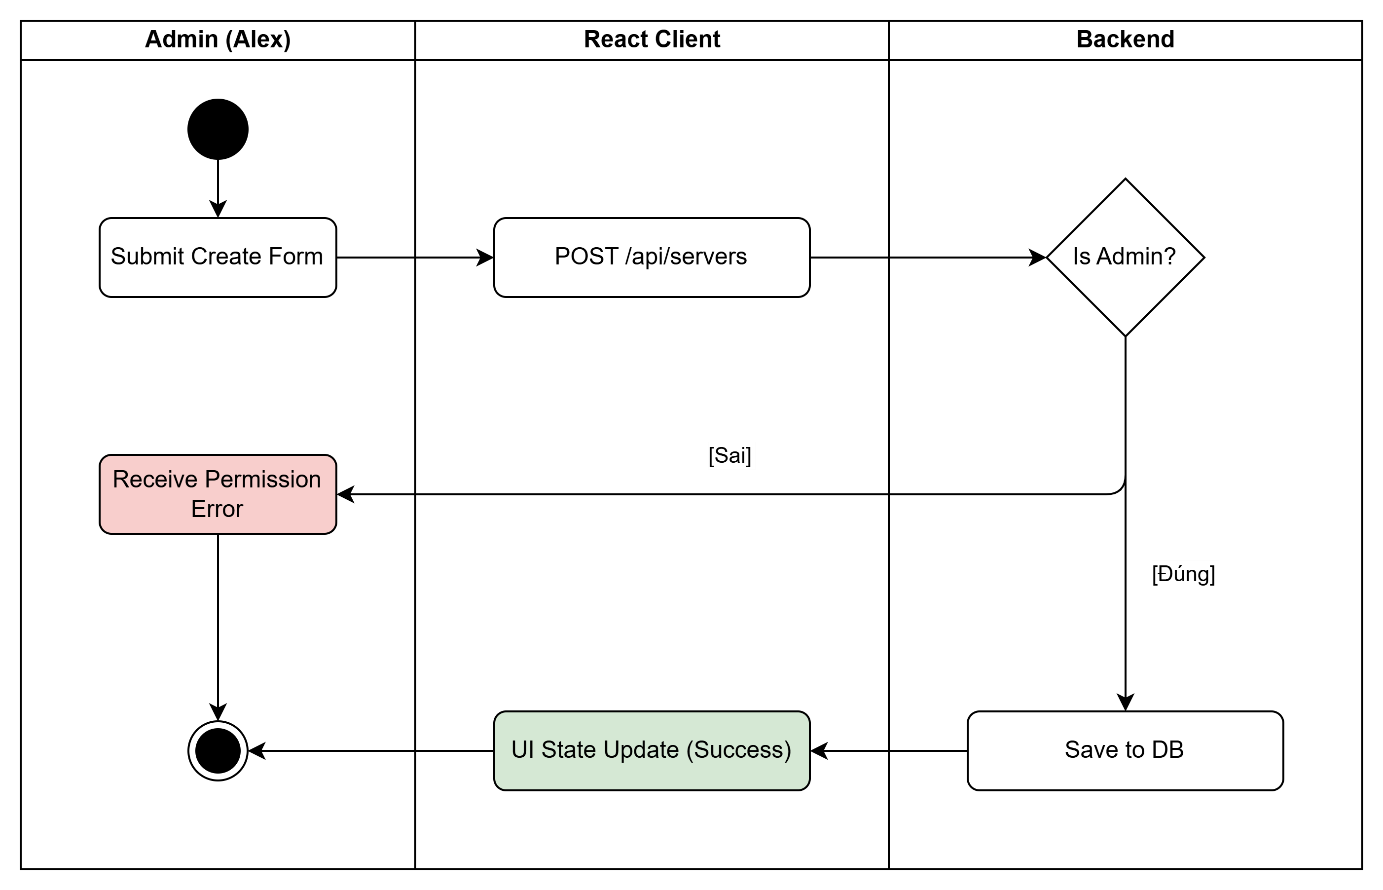 Admin (Alex)
React Client
Backend
Submit Create Form
POST /api/servers
Is Admin?
[Sai]
Receive Permission
Error
[Đúng]
UI State Update (Success)
Save to DB